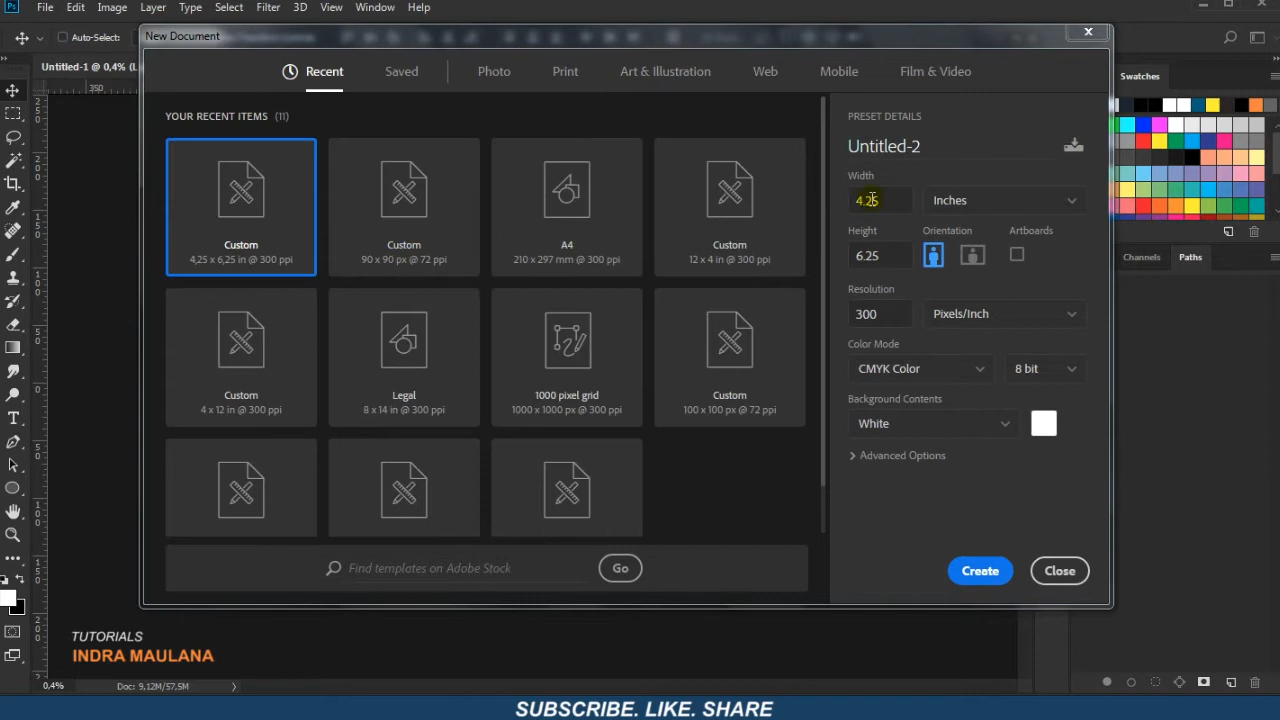 Ps File Edit Image Layer Type Select Filter 3D View Window Help
New Document
Auto-Select:
Untitled-1 @ 0,4% (L
350
Recent Saved Photo Print Art & Illustration Web Mobile Film & Video
Swatches
YOUR RECENT ITEMS (11)
Custom
4,25 x 6,25 in @ 300 ppi
Custom
90 x 90 px @ 72 ppi
A4
210 x 297 mm @ 300 ppi
Custom
12 x 4 in @ 300 ppi
Custom
4 x 12 in @ 300 ppi
Legal
8 x 14 in @ 300 ppi
1000 pixel grid
1000 x 1000 px @ 300 ppi
Custom
100 x 100 px @ 72 ppi
Find templates on Adobe Stock
Go
PRESET DETAILS
Untitled-2
Width
4.25 Inches
Height Orientation Artboards
6.25
Resolution
300 Pixels/Inch
Color Mode
CMYK Color 8 bit
Background Contents
White
Advanced Options
Create Close
Channels Paths
TUTORIALS
INDRA MAULANA
0,4% Doc: 9,12M/57,5M
SUBSCRIBE. LIKE. SHARE